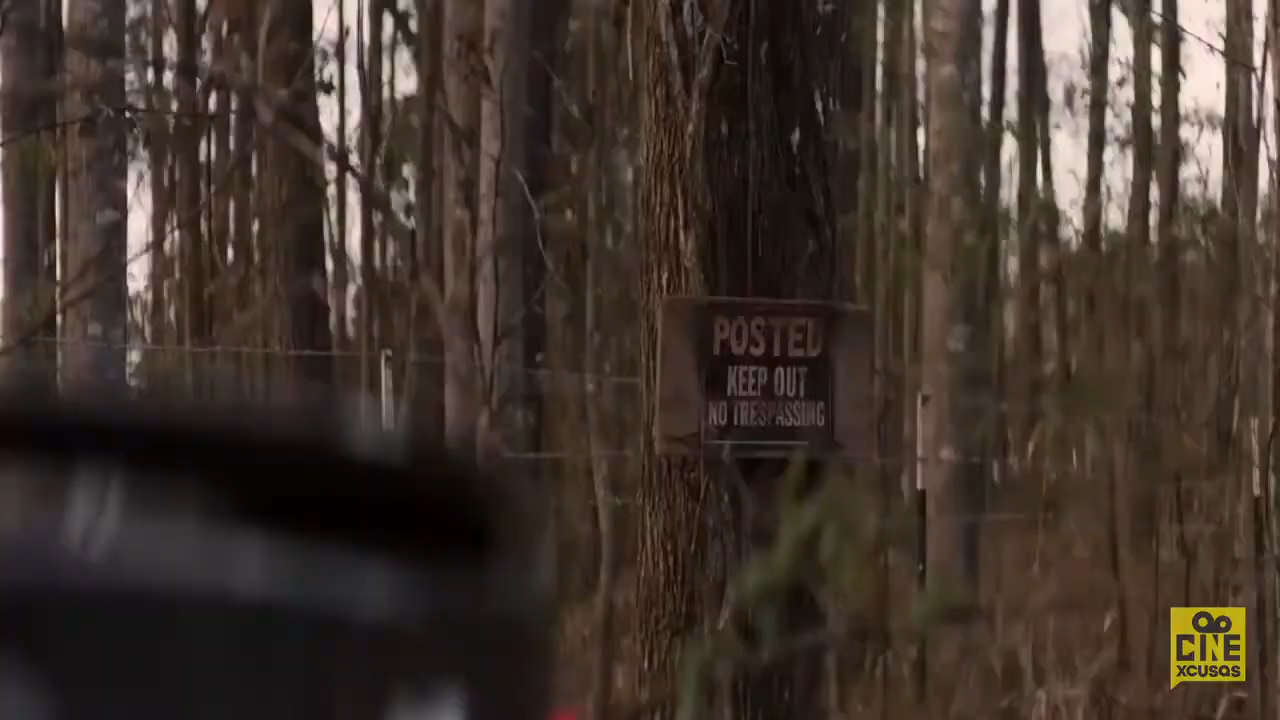 POSTED
KEEP OUT
NO TRESPASSING
CINE
xcusas